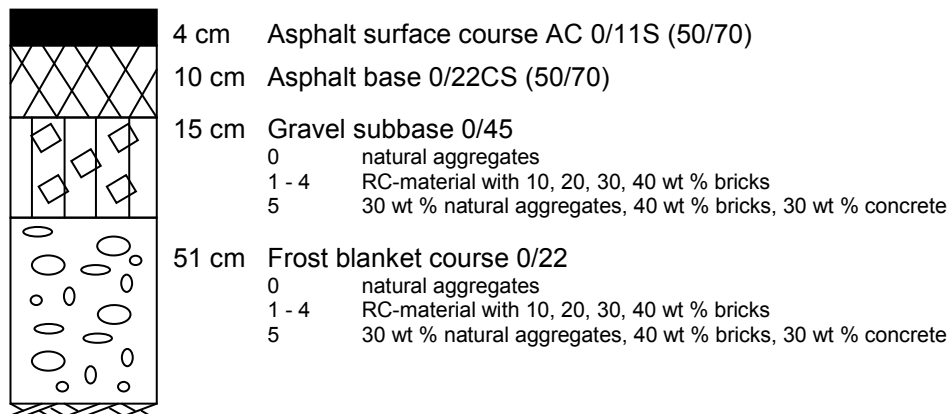 4 cm Asphalt surface course AC 0/11S (50/70)
10 cm Asphalt base 0/22CS (50/70)
15 cm Gravel subbase 0/45
0 natural aggregates
1 - 4 RC-material with 10, 20, 30, 40 wt % bricks
5 30 wt % natural aggregates, 40 wt % bricks, 30 wt % concrete
51 cm Frost blanket course 0/22
0 natural aggregates
1 - 4 RC-material with 10, 20, 30, 40 wt % bricks
5 30 wt % natural aggregates, 40 wt % bricks, 30 wt % concrete